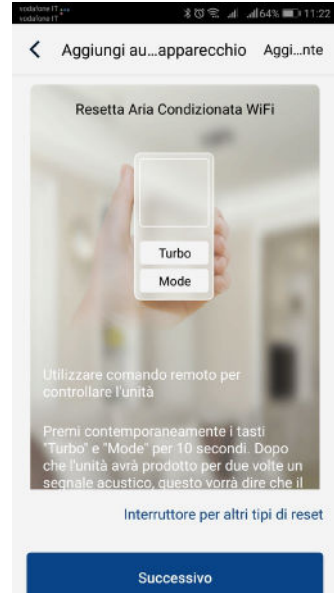 vodafone IT
vodafone IT
64% 11:22
Aggiungi au...apparecchio Aggi...nte
Resetta Aria Condizionata WiFi
Turbo
Mode
Utilizzare comando remoto per
controllare l'unità
Premi contemporaneamente i tasti
"Turbo" e "Mode" per 10 secondi. Dopo
che l'unità avrà prodotto per due volte un
segnale acustico, questo vorrà dire che il
Interruttore per altri tipi di reset
Successivo